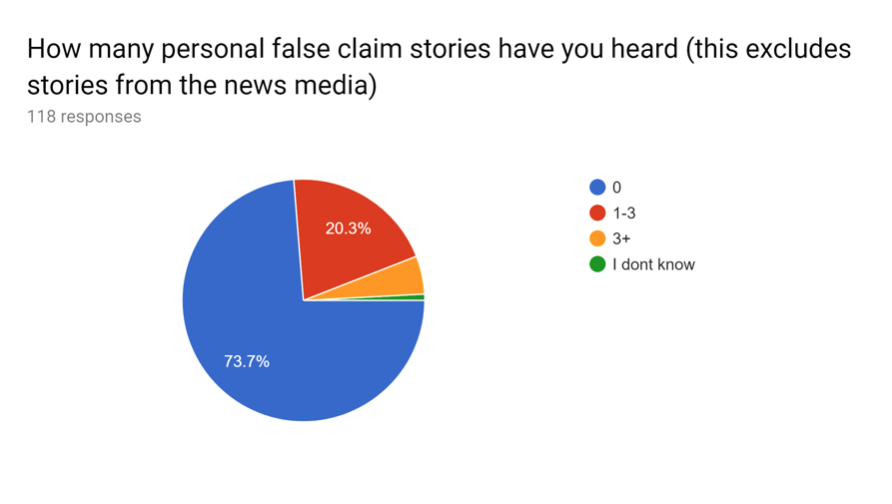 How many personal false claim stories have you heard (this excludes
stories from the news media)
118 responses
0
1-3
3+
I dont know
20.3%
73.7%